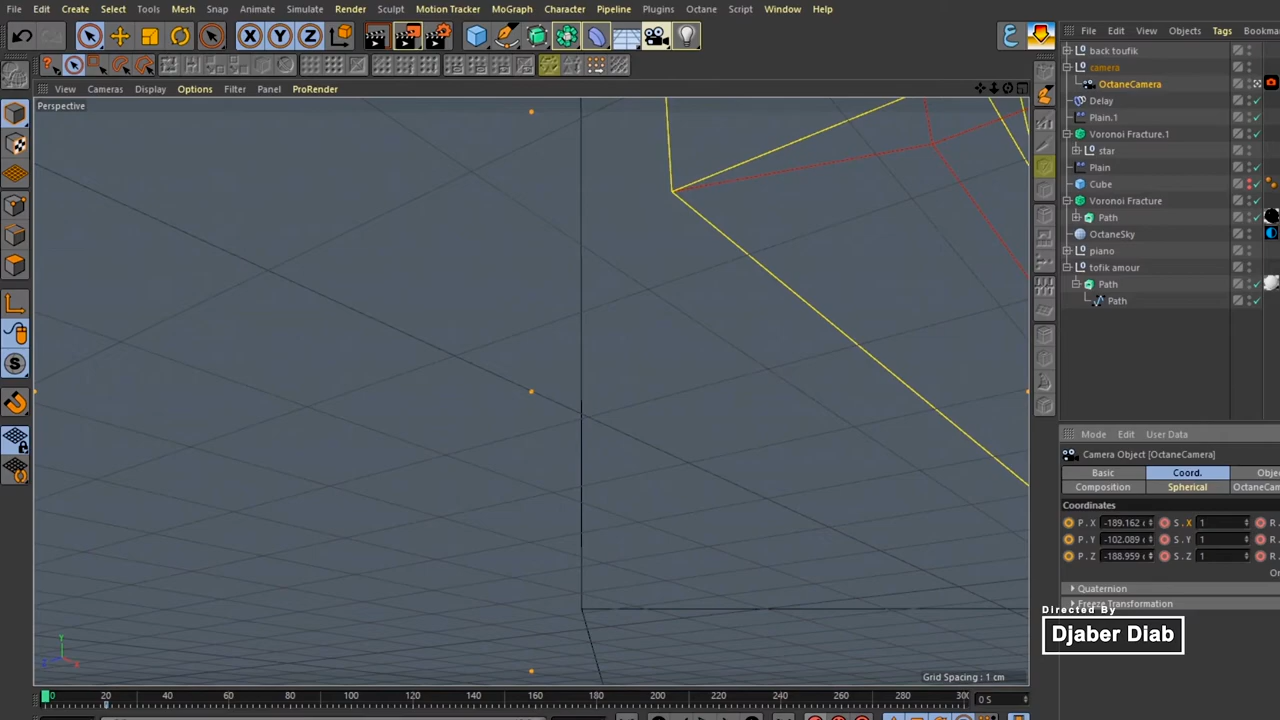 File Edit Create Select Tools Mesh Snap Animate Simulate Render Motion Tracker MoGraph Character Pipeline Plugins Octane Script Window Help
File Edit View Objects Tags Bookma
View Cameras Display Options Filter Panel ProRender
Perspective
back toufik
camera
OctaneCamera
Delay
Plain.1
Voronoi Fracture.1
star
Plain
Cube
Voronoi Fracture
Path
OctaneSky
piano
tofik amour
Path
Path
Mode Edit User Data
Camera Object [OctaneCamera]
Basic Coord. Obje
Composition Spherical OctaneCam
Coordinates
P . X -189.162 c S . X 1 R .
P . Y -102.089 c S . Y 1 R .
P . Z -188.959 c S . Z 1 R .
Or
Quaternion
Freeze Transformation
Directed By
Djaber Diab
Y
Z X
Grid Spacing : 1 cm
0 20 40 60 80 100 120 140 160 180 200 220 240 260 280 300
0 S